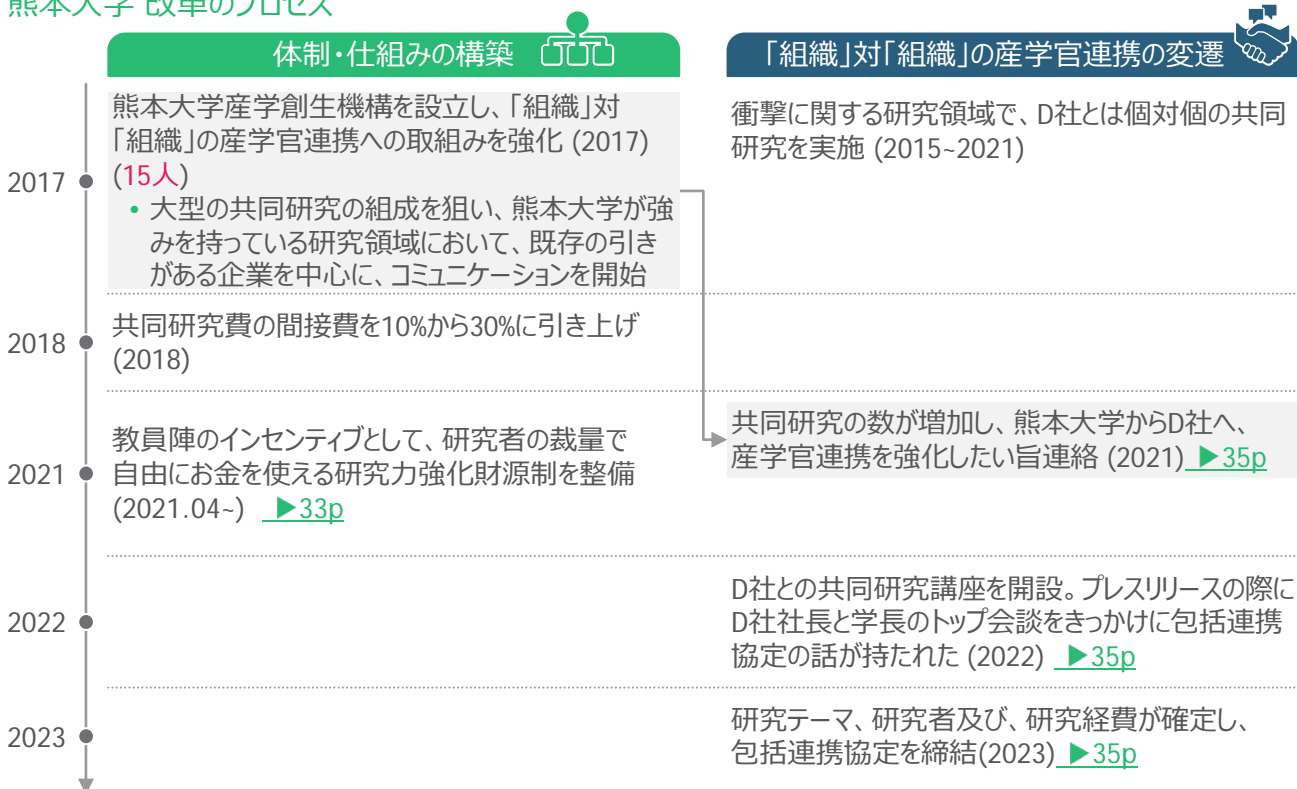 熊本大学 改革のプロセス
体制・仕組みの構築
「組織」対「組織」の産学官連携の変遷
2017
熊本大学産学創生機構を設立し、「組織」対
「組織」の産学官連携への取組みを強化 (2017)
(15人)
• 大型の共同研究の組成を狙い、熊本大学が強
みを持っている研究領域において、既存の引き
がある企業を中心に、コミュニケーションを開始
衝撃に関する研究領域で、D社とは個対個の共同
研究を実施 (2015~2021)
2018
共同研究費の間接費を10%から30%に引き上げ
(2018)
2021
教員陣のインセンティブとして、研究者の裁量で
自由にお金を使える研究力強化財源制を整備
(2021.04~) ▶33p
共同研究の数が増加し、熊本大学からD社へ、
産学官連携を強化したい旨連絡 (2021) ▶35p
2022
D社との共同研究講座を開設。プレスリリースの際に
D社社長と学長のトップ会談をきっかけに包括連携
協定の話が持たれた (2022) ▶35p
2023
研究テーマ、研究者及び、研究経費が確定し、
包括連携協定を締結(2023) ▶35p